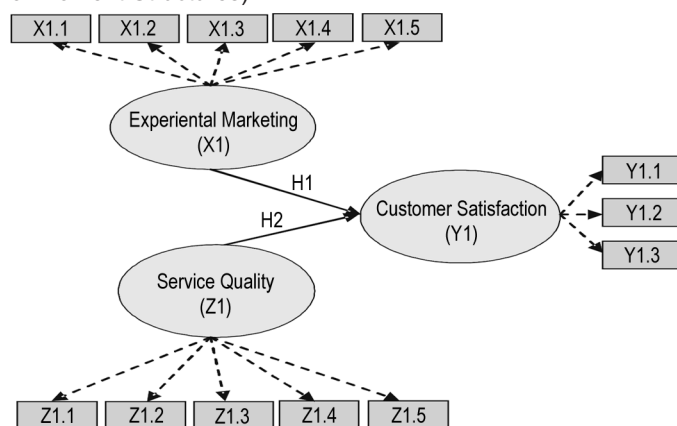 X1.1 X1.2 X1.3 X1.4 X1.5
Experiental Marketing
(X1)
H1
Y1.1
Customer Satisfaction
(Y1)
Y1.2
H2
Y1.3
Service Quality
(Z1)
Z1.1 Z1.2 Z1.3 Z1.4 Z1.5